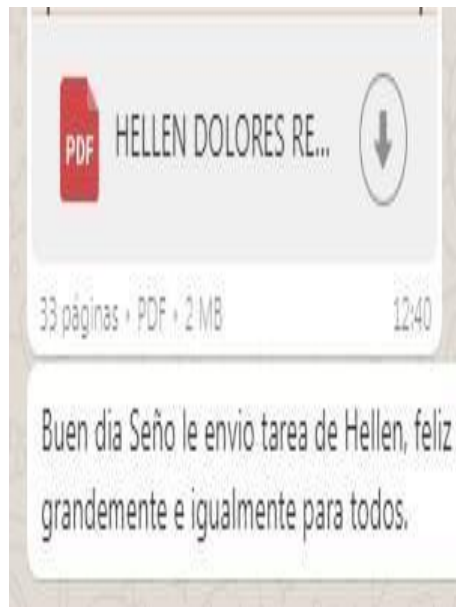 PDF HELLEN DOLORES RE...
33 páginas • PDF • 2 MB 12:40
Buen dia Seño le envio tarea de Hellen, feliz
grandemente e igualmente para todos.